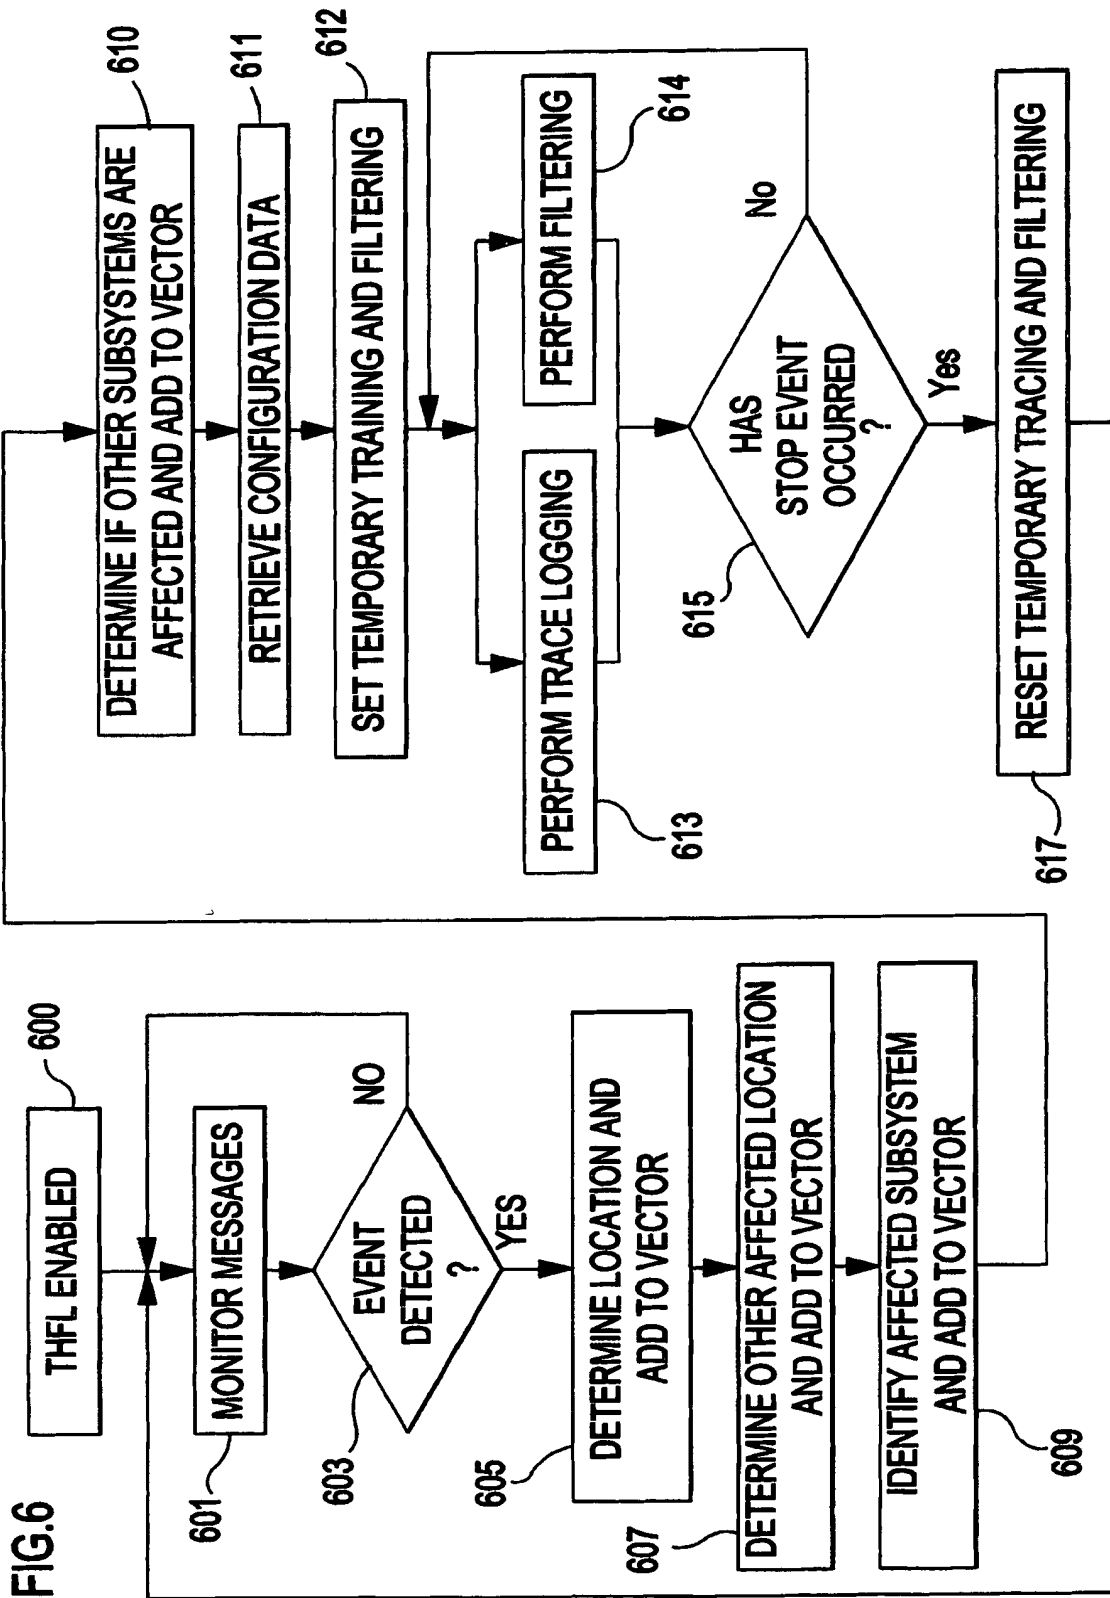 FIG.6
THFL ENABLED
600
MONITOR MESSAGES
601
EVENT
DETECTED
?
603
NO
YES
DETERMINE LOCATION AND
ADD TO VECTOR
605
DETERMINE OTHER AFFECTED LOCATION
AND ADD TO VECTOR
607
IDENTIFY AFFECTED SUBSYSTEM
AND ADD TO VECTOR
609
DETERMINE IF OTHER SUBSYSTEMS ARE
AFFECTED AND ADD TO VECTOR
610
RETRIEVE CONFIGURATION DATA
611
SET TEMPORARY TRAINING AND FILTERING
612
PERFORM TRACE LOGGING
613
PERFORM FILTERING
614
HAS
STOP EVENT
OCCURRED
?
615
No
Yes
RESET TEMPORARY TRACING AND FILTERING
617